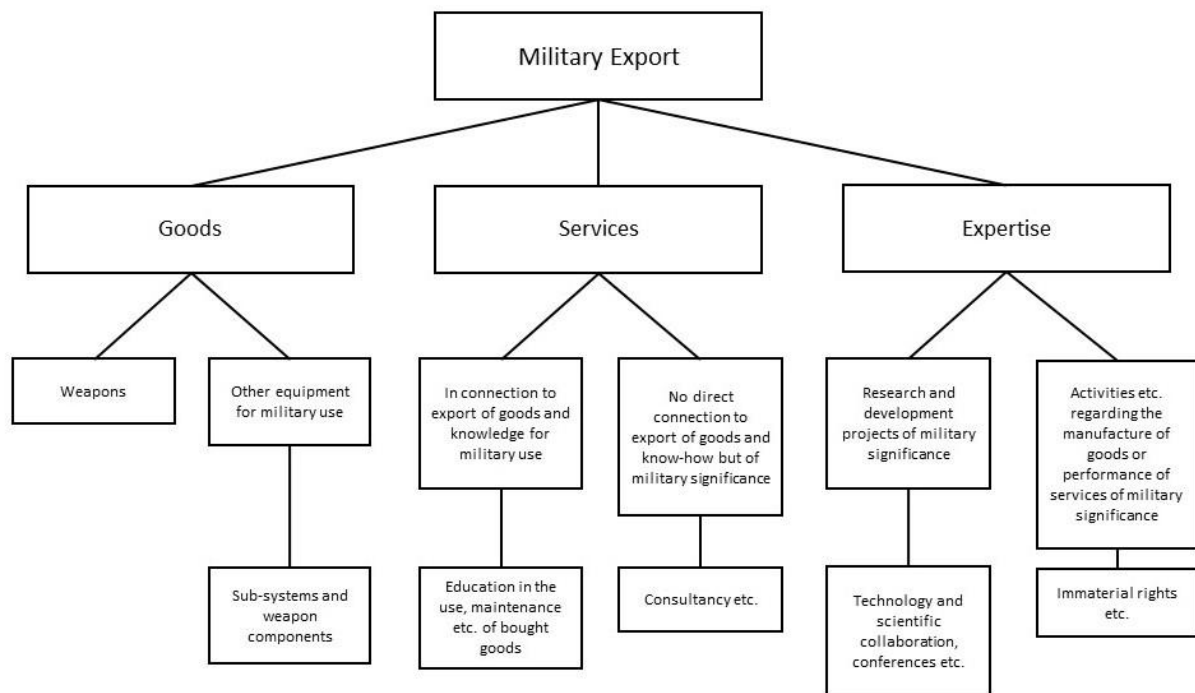 Military Export
Goods
Services
Expertise
Weapons
Other equipment
for military use
In connection to
export of goods and
knowledge for
military use
No direct
connection to
export of goods and
know-how but of
military significance
Research and
development
projects of military
significance
Activities etc.
regarding the
manufacture of
goods or
performance of
services of military
significance
Sub-systems and
weapon
components
Education in the
use, maintenance
etc. of bought
goods
Consultancy etc.
Technology and
scientific
collaboration,
conferences etc.
Immaterial rights
etc.